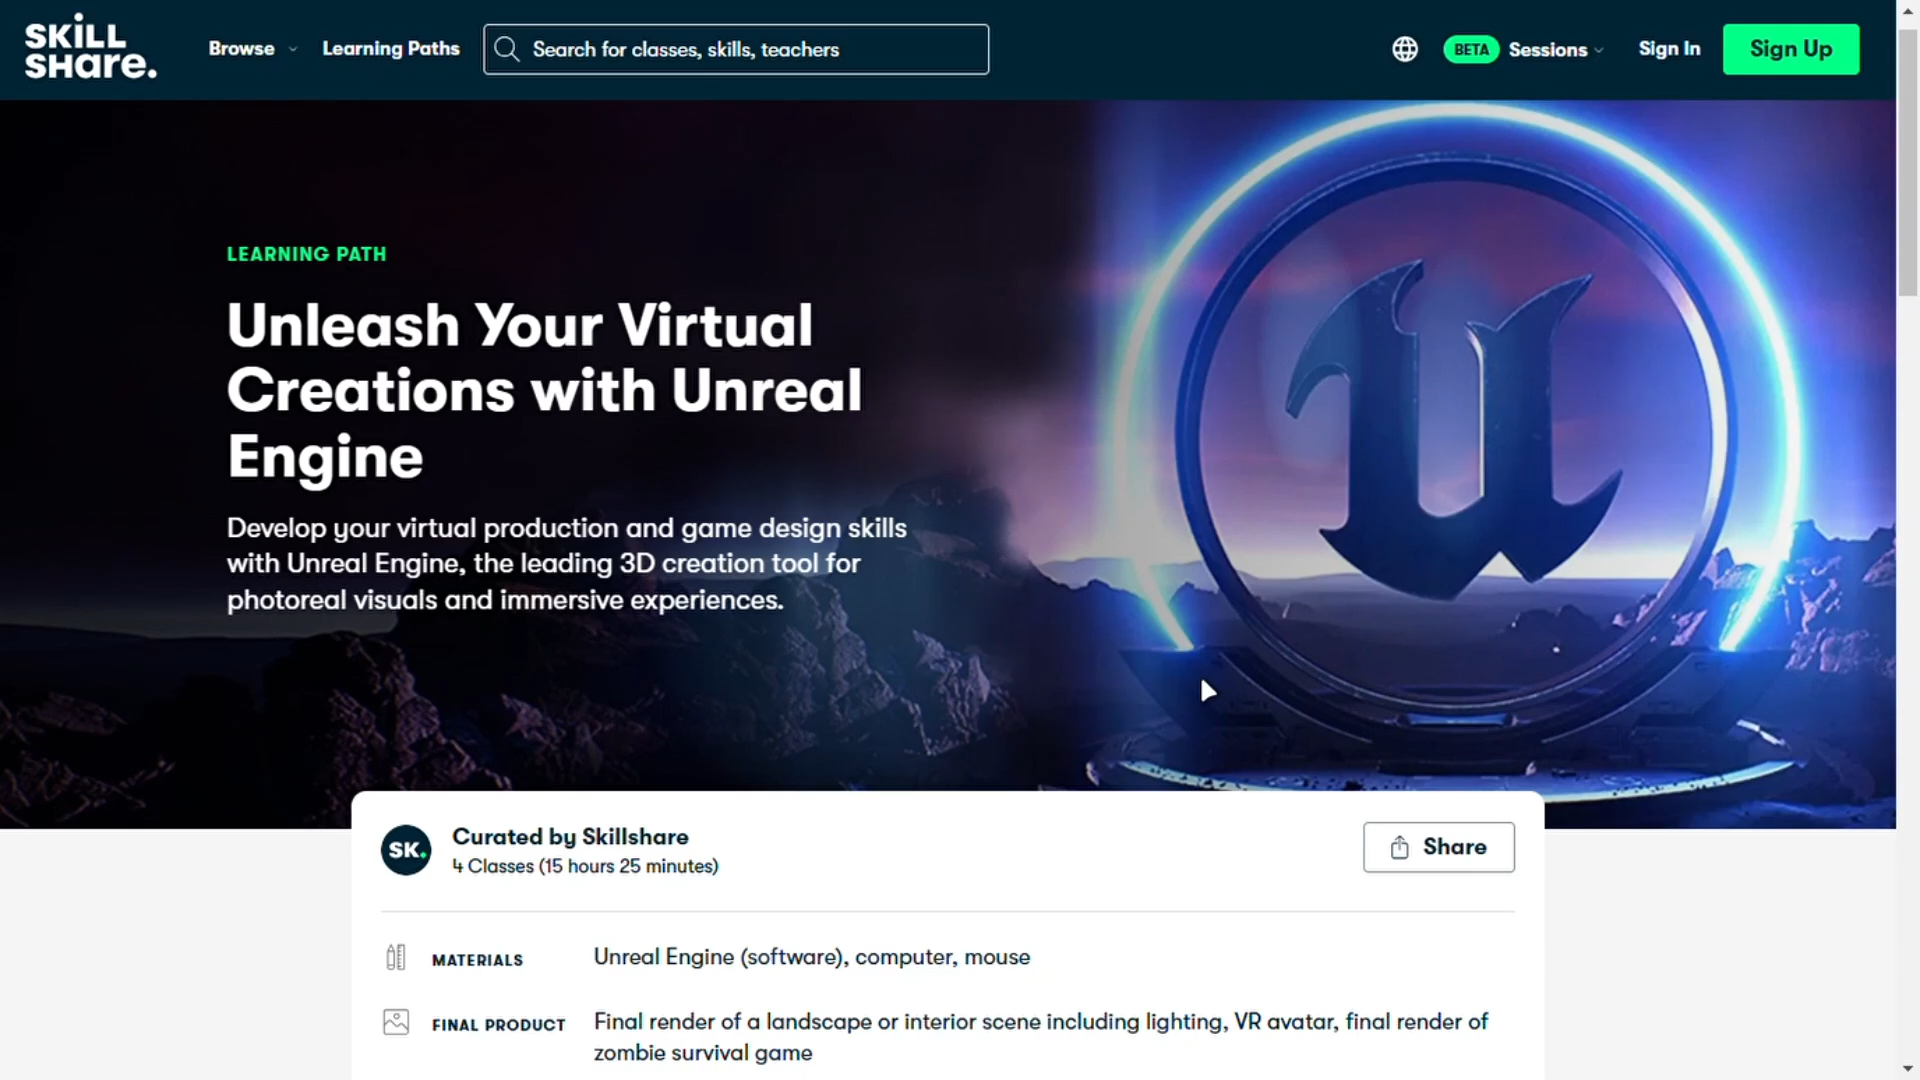 SKILL
SHare.
Browse
Learning Paths
Search for classes, skills, teachers
BETA
Sessions
Sign In
Sign Up
LEARNING PATH
Unleash Your Virtual
Creations with Unreal
Engine
Develop your virtual production and game design skills
with Unreal Engine, the leading 3D creation tool for
photoreal visuals and immersive experiences.
SK.
Curated by Skillshare
4 Classes (15 hours 25 minutes)
Share
MATERIALS
Unreal Engine (software), computer, mouse
FINAL PRODUCT
Final render of a landscape or interior scene including lighting, VR avatar, final render of
zombie survival game